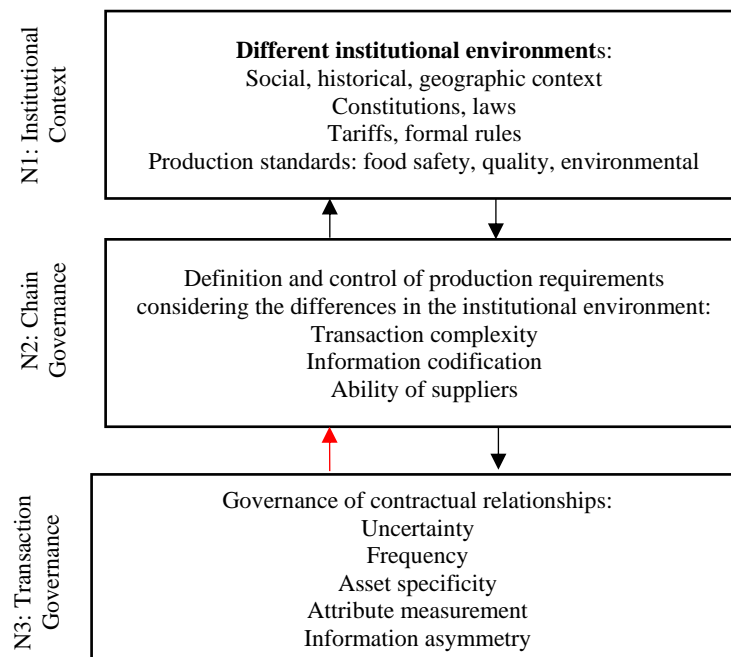 N1: Institutional
Context
Different institutional environments:
Social, historical, geographic context
Constitutions, laws
Tariffs, formal rules
Production standards: food safety, quality, environmental
N2: Chain
Governance
Definition and control of production requirements
considering the differences in the institutional environment:
Transaction complexity
Information codification
Ability of suppliers
N3: Transaction
Governance
Governance of contractual relationships:
Uncertainty
Frequency
Asset specificity
Attribute measurement
Information asymmetry